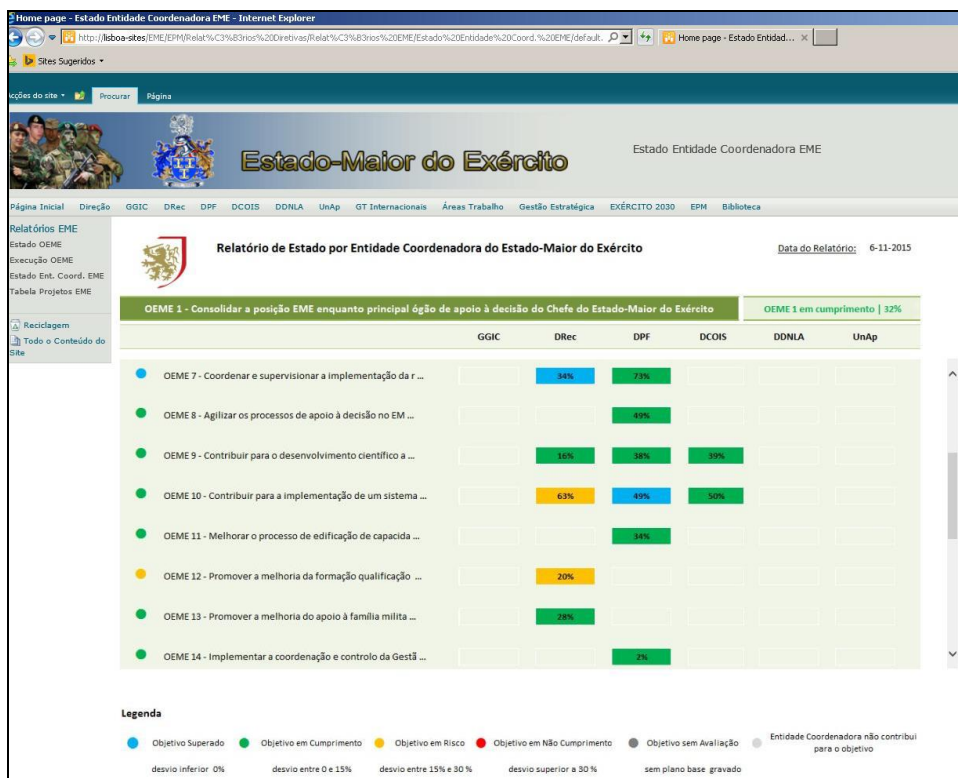 Home page - Estado Entidade Coordenadora EME - Internet Explorer
http://lisboa-sites/EME/EPM/Relat%C3%B3rios%20Diretivas/Relat%C3%B3rios%20EME/Estado%20Entidade%20Coord.%20EME/default.
Home page - Estado Entidad...
Sites Sugeridos
Acções do site
Procurar
Página
Estado-Maior do Exército
Estado Entidade Coordenadora EME
Página Inicial Direção GGIC DRec DPF DCOIS DDNLA UnAp GT Internacionais Áreas Trabalho Gestão Estratégica EXÉRCITO 2030 EPM Biblioteca
Relatórios EME
Estado OEME
Execução OEME
Estado Ent. Coord. EME
Tabela Projetos EME
Reciclagem
Todo o Conteúdo do
Site
Relatório de Estado por Entidade Coordenadora do Estado-Maior do Exército
Data do Relatório: 6-11-2015
OEME 1 - Consolidar a posição EME enquanto principal ógão de apoio à decisão do Chefe do Estado-Maior do Exército
OEME 1 em cumprimento | 32%
GGIC DRec DPF DCOIS DDNLA UnAp
OEME 7 - Coordenar e supervisionar a implementação da r ... 34% 73%
OEME 8 - Agilizar os processos de apoio à decisão no EM ... 49%
OEME 9 - Contribuir para o desenvolvimento científico a ... 16% 38% 39%
OEME 10 - Contribuir para a implementação de um sistema ... 63% 49% 50%
OEME 11 - Melhorar o processo de edificação de capacida ... 34%
OEME 12 - Promover a melhoria da formação qualificação ... 20%
OEME 13 - Promover a melhoria do apoio à família milita ... 28%
OEME 14 - Implementar a coordenação e controlo da Gestã ... 2%
Legenda
Objetivo Superado
desvio inferior 0%
Objetivo em Cumprimento
desvio entre 0 e 15%
Objetivo em Risco
desvio entre 15% e 30 %
Objetivo em Não Cumprimento
desvio superior a 30 %
Objetivo sem Avaliação
sem plano base gravado
Entidade Coordenadora não contribui
para o objetivo